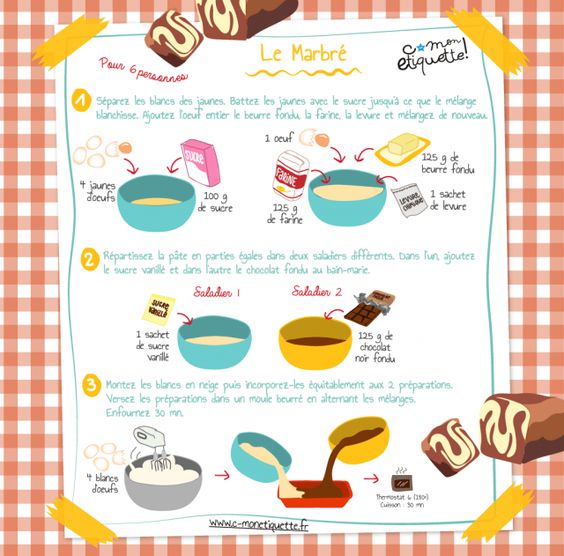 Le Marbré
c mon
etiquette!
Pour 6 personnes
1 Séparez les blancs des jaunes. Battez les jaunes avec le sucre jusqu'à ce que le mélange
blanchisse. Ajoutez l'oeuf entier le beurre fondu, la farine, la levure et mélangez de nouveau.
SUCRE
4 jaunes
d'oeufs
100 g
de sucre
1 oeuf
FARINE
125 g
de farine
125 g de
beurre fondu
LEVURE
CHIMIQUE
1 sachet
de levure
2 Répartissez la pâte en parties égales dans deux saladiers différents. Dans l'un, ajoutez
le sucre vanillé et dans l'autre le chocolat fondu au bain-marie.
sucre
vanillé
1 sachet
de sucre
vanillé
Saladier 1
Saladier 2
125 g de
chocolat
noir fondu
3 Montez les blancs en neige puis incorporez-les équitablement aux 2 préparations.
Versez les préparations dans un moule beurré en alternant les mélanges.
Enfournez 30 mn.
4 blancs
d'oeufs
Thermostat 6 (180°)
Cuisson : 30 mn
www.c-monetiquette.fr